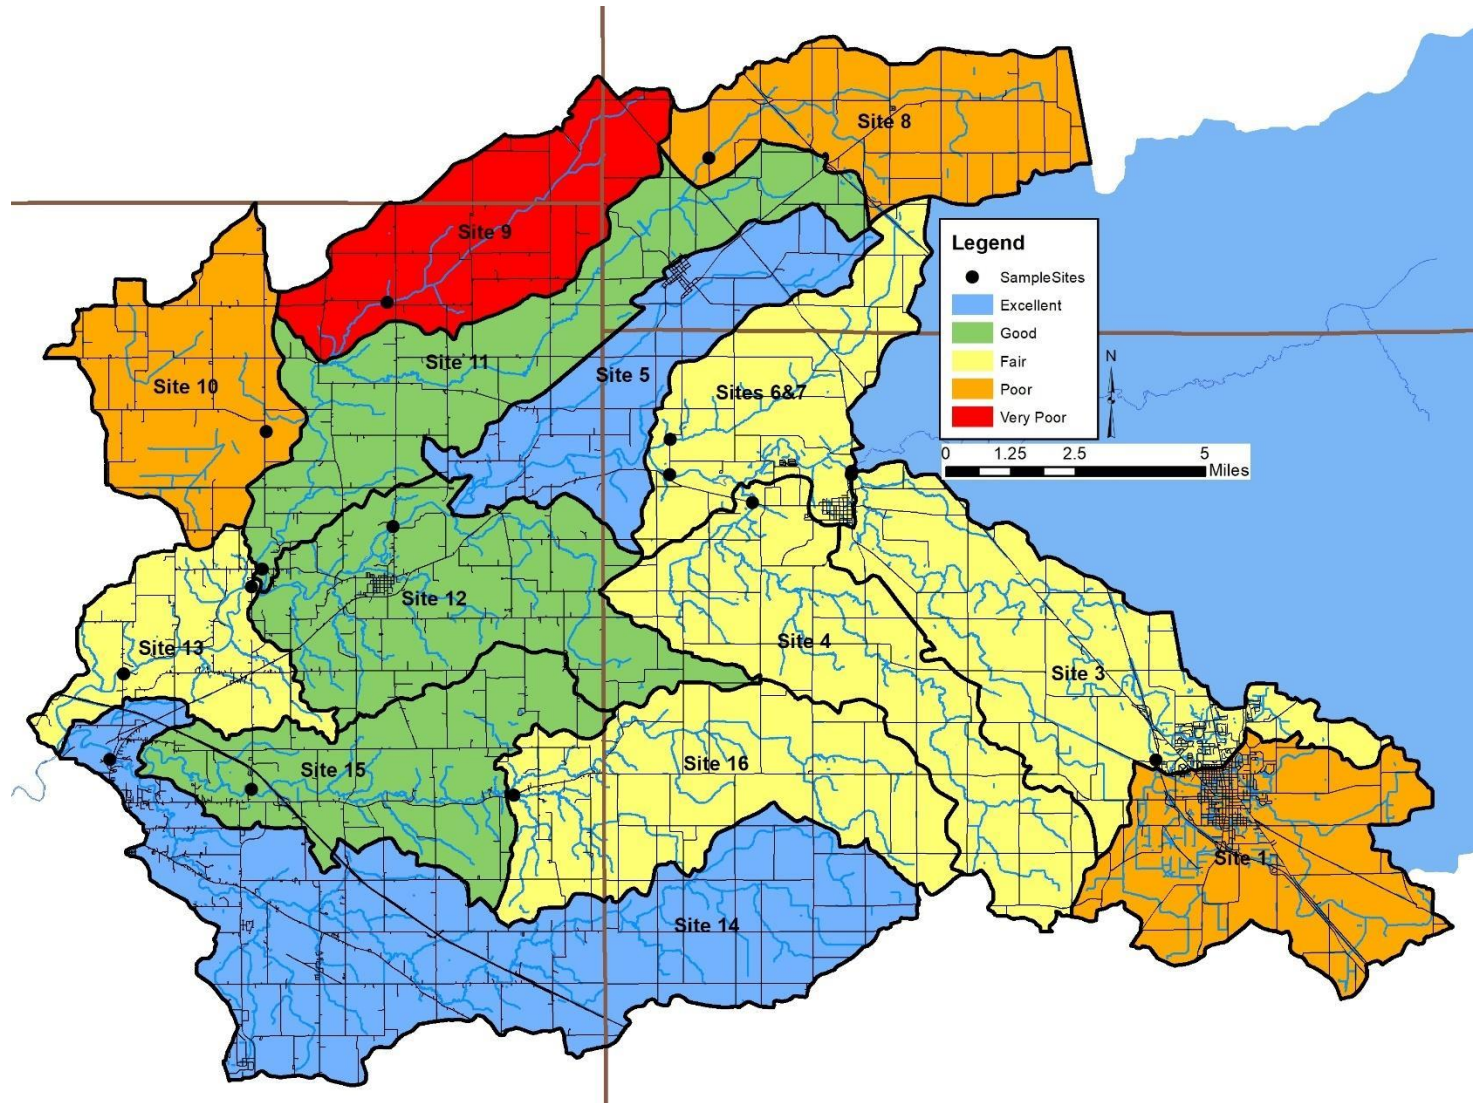 Site 8
Site 9
Legend
SampleSites
Excellent
Good
Fair
Poor
Very Poor
N
0 1.25 2.5 5
Miles
Site 11
Site 5
Site 10
Sites 6&7
Site 12
Site 4
Site 13
Site 3
Site 15
Site 16
Site 1
Site 14